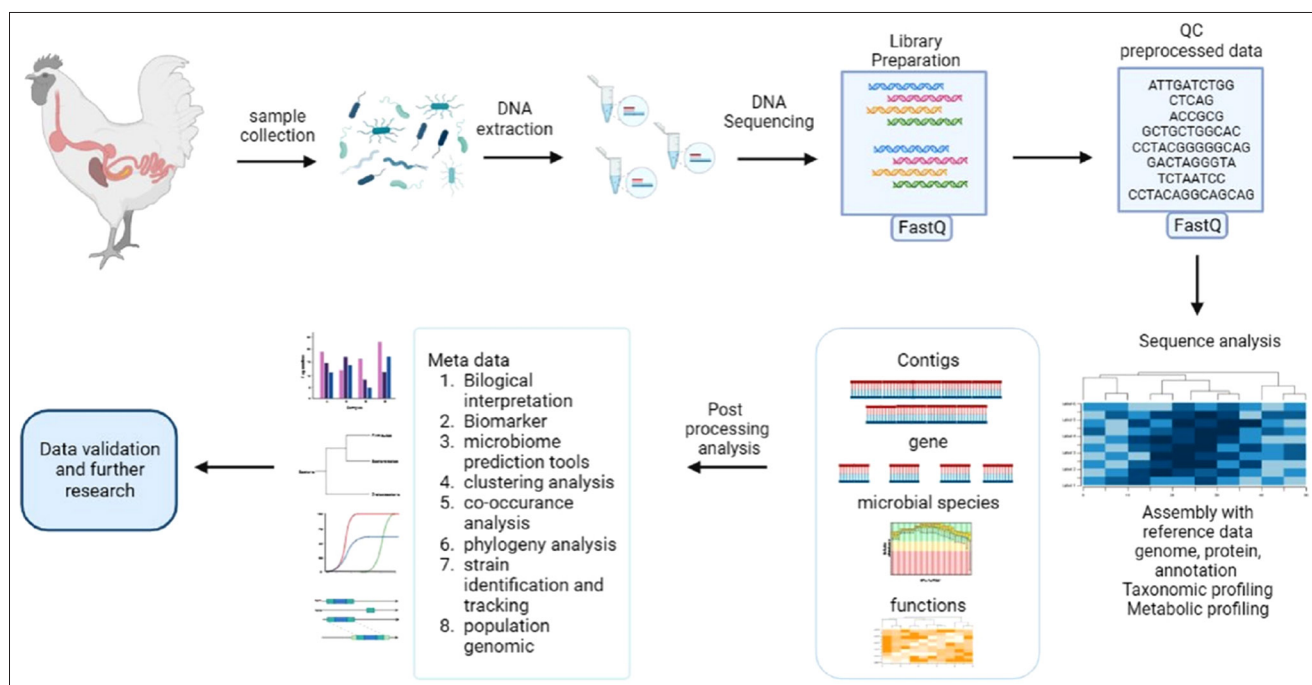 sample
collection
DNA
extraction
DNA
Sequencing
Library
Preparation
FastQ
QC
preprocessed data
ATTGATCTGG
CTCAG
ACCGCG
GCTGCTGGCAC
CCTACGGGGGCAG
GACTAGGGTA
TCTAATCC
CCTACAGGCAGCAG
FastQ
Sequence analysis
Assembly with
reference data
genome, protein,
annotation
Taxonomic profiling
Metabolic profiling
Contigs
gene
microbial species
functions
Post
processing
analysis
Meta data
1. Bilogical
interpretation
2. Biomarker
3. microbiome
prediction tools
4. clustering analysis
5. co-occurance
analysis
6. phylogeny analysis
7. strain
identification and
tracking
8. population
genomic
Data validation
and further
research